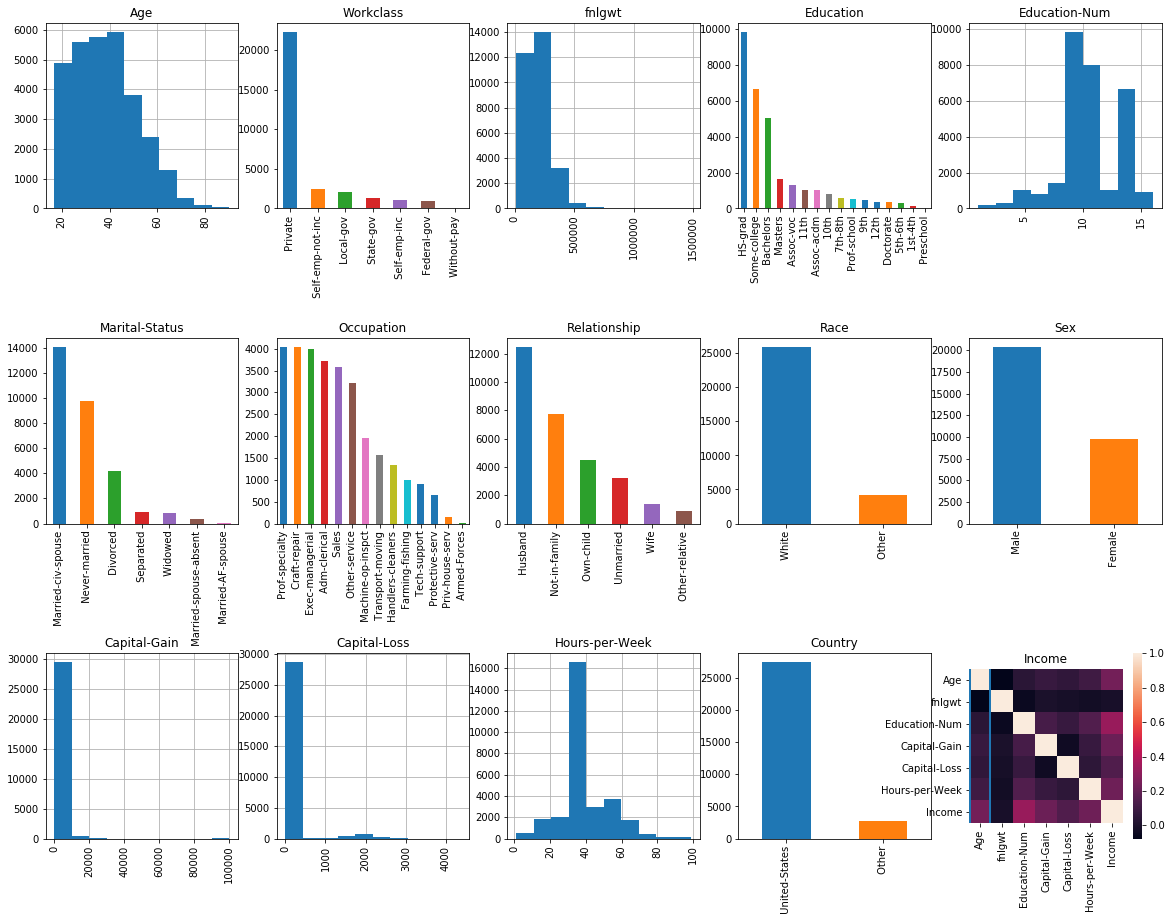 Age
6000
5000
4000
3000
2000
1000
0
20
40
60
80
Workclass
20000
15000
10000
5000
0
Private
Self-emp-not-inc
Local-gov
State-gov
Self-emp-inc
Federal-gov
Without-pay
fnlgwt
14000
12000
10000
8000
6000
4000
2000
0
0
500000
1000000
1500000
Education
10000
8000
6000
4000
2000
0
HS-grad
Some-college
Bachelors
Masters
Assoc-voc
11th
Assoc-acdm
10th
7th-8th
Prof-school
9th
12th
Doctorate
5th-6th
1st-4th
Preschool
Education-Num
10000
8000
6000
4000
2000
0
5
10
15
Marital-Status
14000
12000
10000
8000
6000
4000
2000
0
Married-civ-spouse
Never-married
Divorced
Separated
Widowed
Married-spouse-absent
Married-AF-spouse
Occupation
4000
3500
3000
2500
2000
1500
1000
500
0
Prof-specialty
Craft-repair
Exec-managerial
Adm-clerical
Sales
Other-service
Machine-op-inspct
Transport-moving
Handlers-cleaners
Farming-fishing
Tech-support
Protective-serv
Priv-house-serv
Armed-Forces
Relationship
12000
10000
8000
6000
4000
2000
0
Husband
Not-in-family
Own-child
Unmarried
Wife
Other-relative
Race
25000
20000
15000
10000
5000
0
White
Other
Sex
20000
17500
15000
12500
10000
7500
5000
2500
0
Male
Female
Capital-Gain
30000
25000
20000
15000
10000
5000
0
0
20000
40000
60000
80000
100000
Capital-Loss
30000
25000
20000
15000
10000
5000
0
0
1000
2000
3000
4000
Hours-per-Week
16000
14000
12000
10000
8000
6000
4000
2000
0
0
20
40
60
80
100
Country
25000
20000
15000
10000
5000
0
United-States
Other
Income
Age
fnlgwt
Education-Num
Capital-Gain
Capital-Loss
Hours-per-Week
Income
Age
fnlgwt
Education-Num
Capital-Gain
Capital-Loss
Hours-per-Week
Income
1.0
0.8
0.6
0.4
0.2
0.0